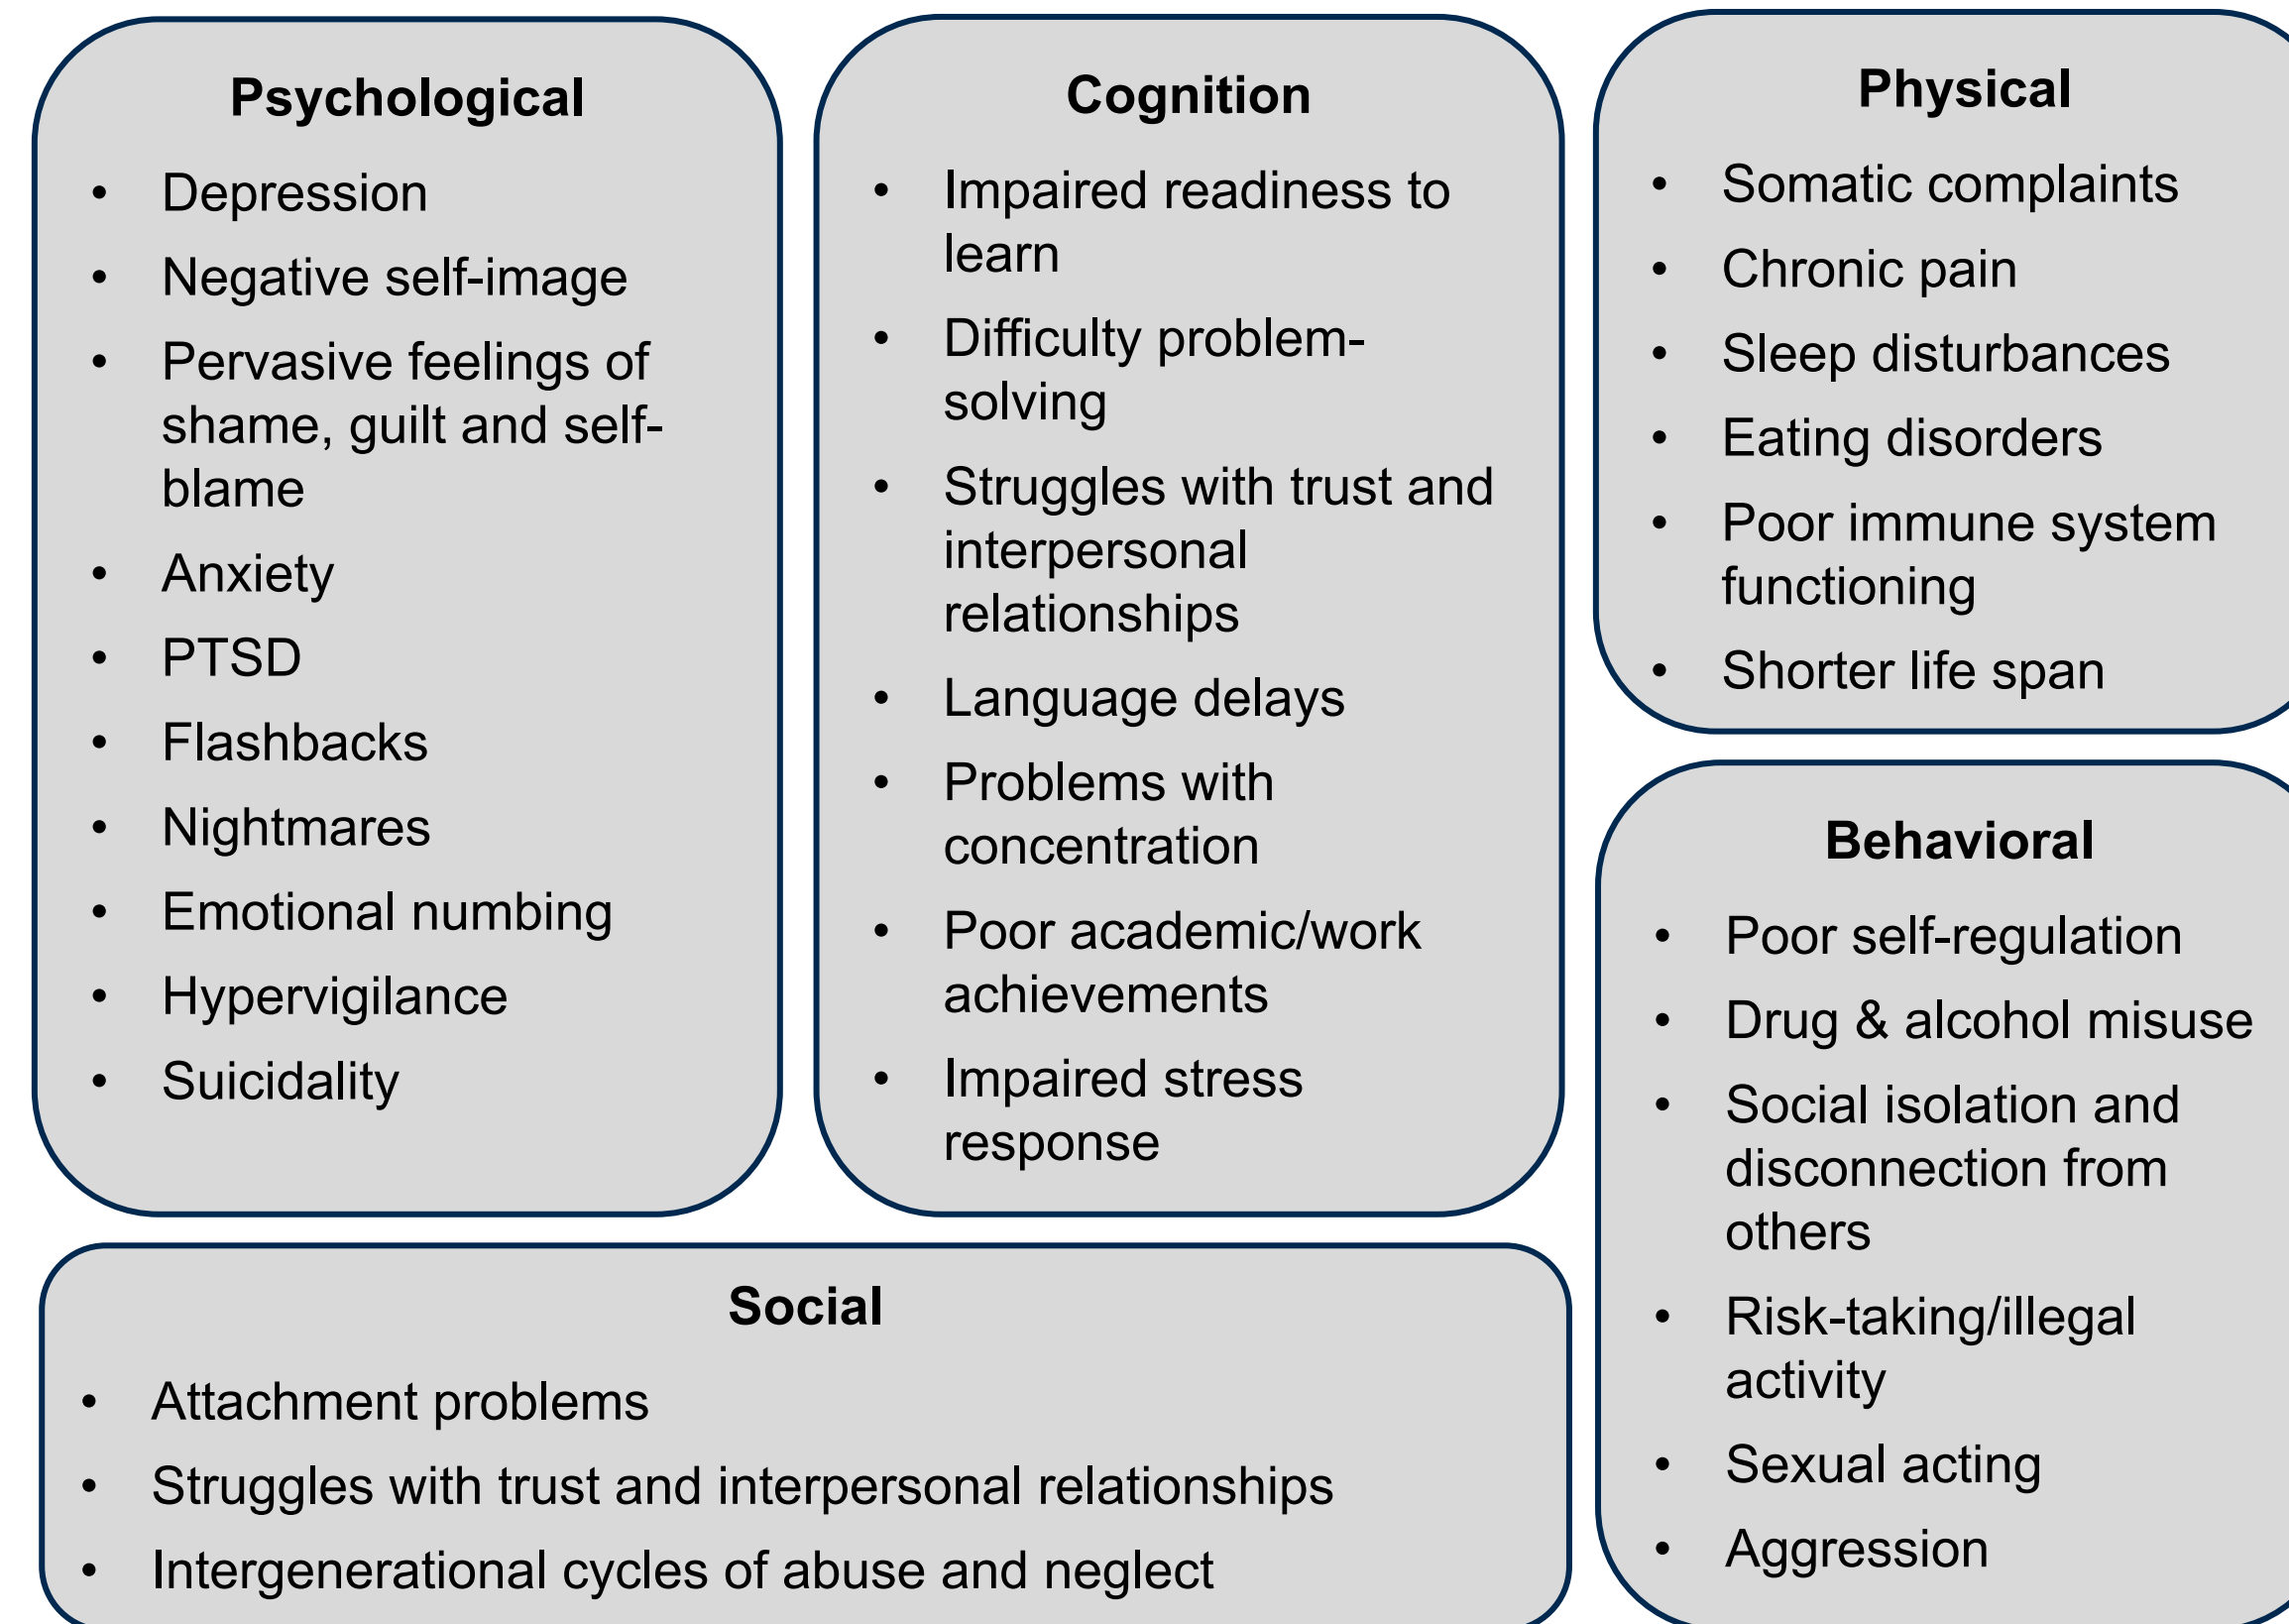 Psychological
• Depression
• Negative self-image
• Pervasive feelings of
shame, guilt and self-
blame
• Anxiety
• PTSD
• Flashbacks
• Nightmares
• Emotional numbing
• Hypervigilance
• Suicidality
Cognition
• Impaired readiness to
learn
• Difficulty problem-
solving
• Struggles with trust and
interpersonal
relationships
• Language delays
• Problems with
concentration
• Poor academic/work
achievements
• Impaired stress
response
Physical
• Somatic complaints
• Chronic pain
• Sleep disturbances
• Eating disorders
• Poor immune system
functioning
• Shorter life span
Behavioral
• Poor self-regulation
• Drug & alcohol misuse
• Social isolation and
disconnection from
others
• Risk-taking/illegal
activity
• Sexual acting
• Aggression
Social
• Attachment problems
• Struggles with trust and interpersonal relationships
• Intergenerational cycles of abuse and neglect